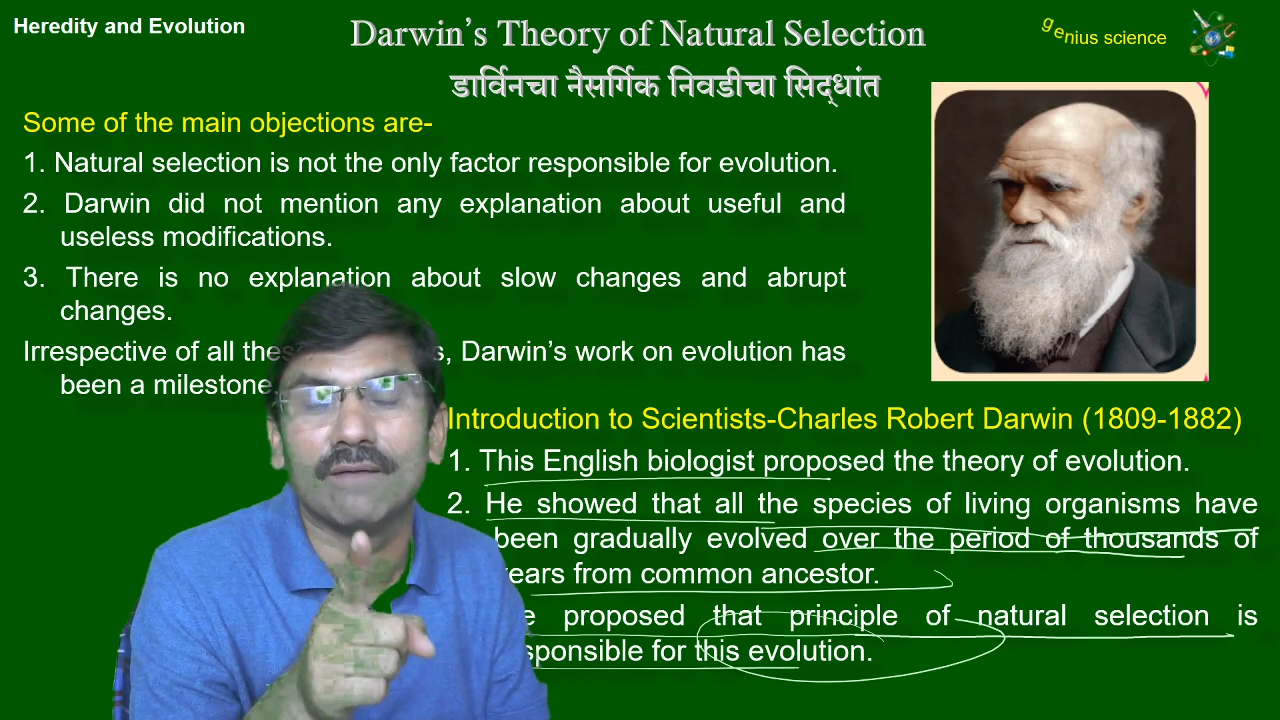 Heredity and Evolution
Darwin's Theory of Natural Selection
genius science
डार्विनचा नैसर्गिक निवडीचा सिद्धांत
Some of the main objections are-
1. Natural selection is not the only factor responsible for evolution.
2. Darwin did not mention any explanation about useful and
useless modifications.
3. There is no explanation about slow changes and abrupt
changes.
Irrespective of all , Darwin's work on evolution has
been a milestone.
Introduction to Scientists-Charles Robert Darwin (1809-1882)
1. This English biologist proposed the theory of evolution.
2. He showed that all the species of living organisms have
been gradually evolved over the period of thousands of
years from common ancestor.
proposed that principle of natural selection is
for this evolution.